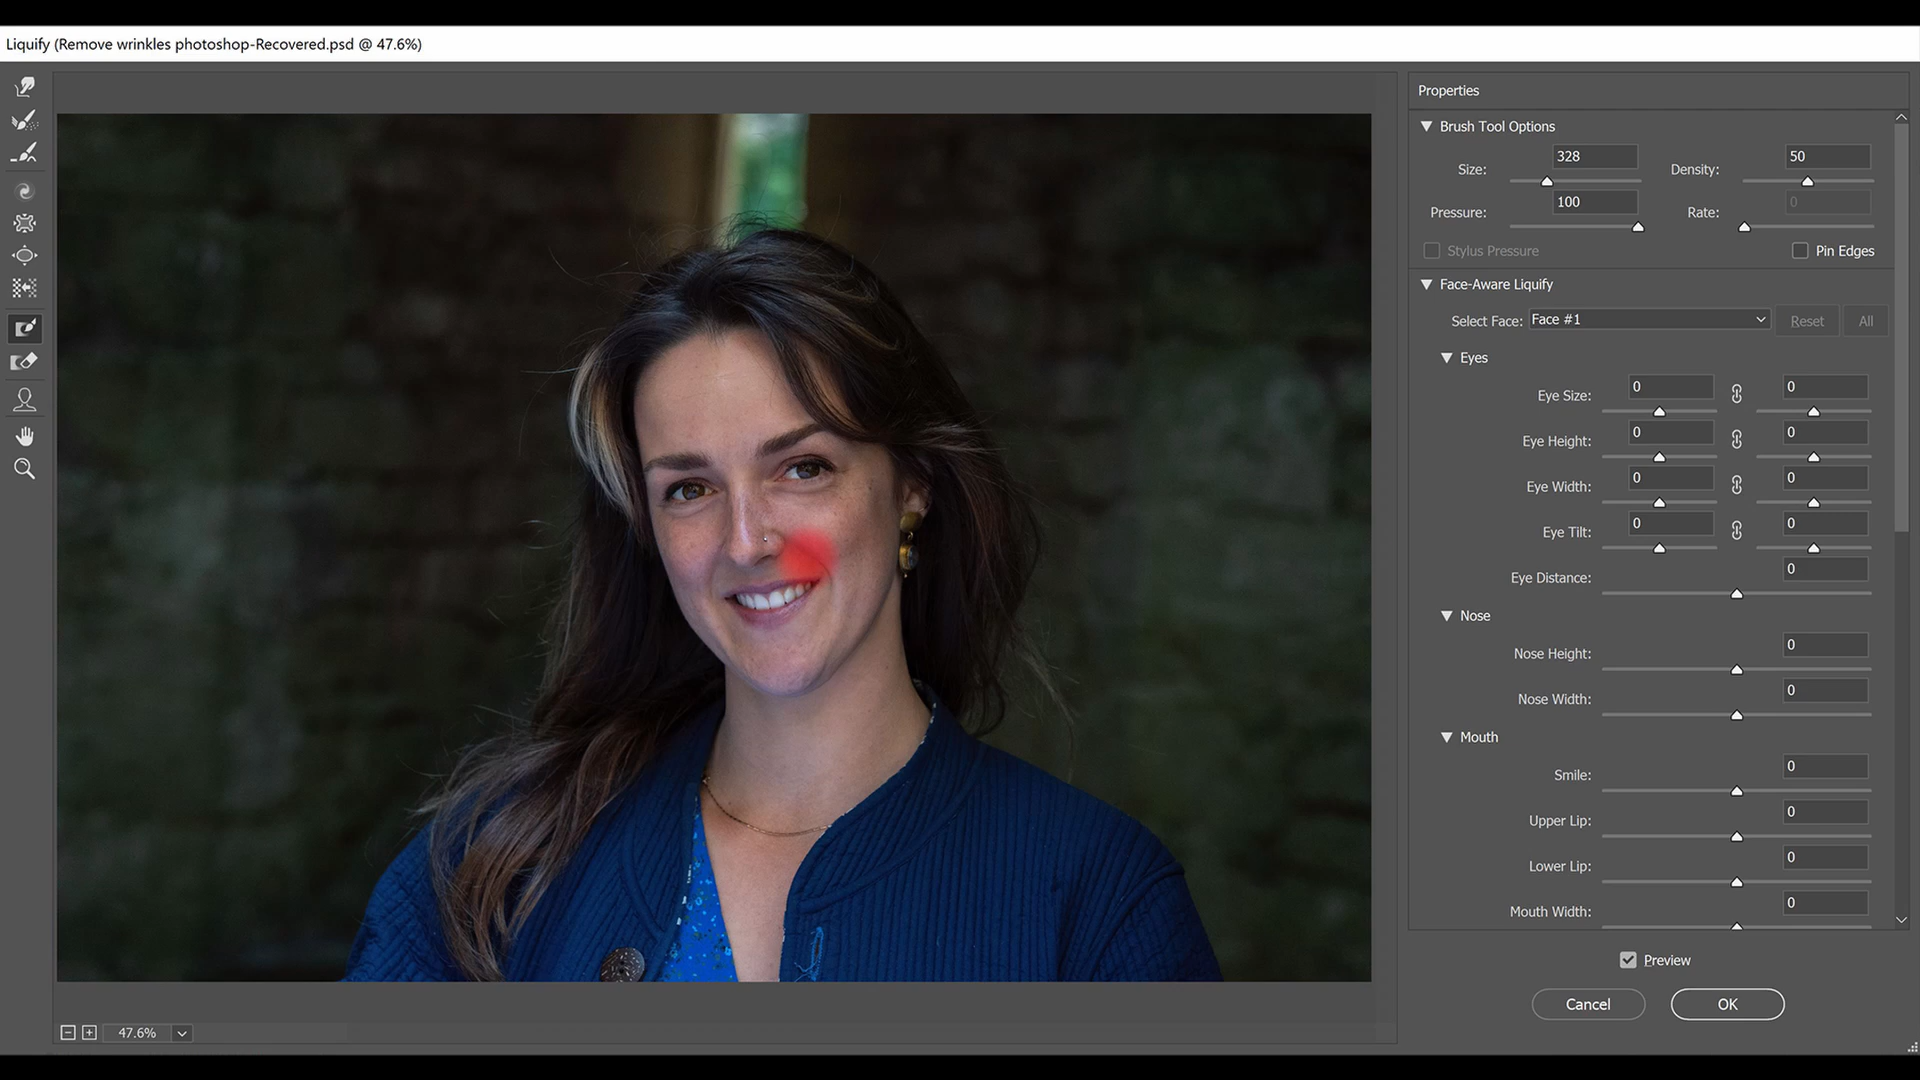 Liquify (Remove wrinkles photoshop-Recovered.psd @ 47.6%)
Properties
Brush Tool Options
Size: 328 Density: 50
Pressure: 100 Rate: 0
Stylus Pressure Pin Edges
Face-Aware Liquify
Select Face: Face #1 Reset All
Eyes
Eye Size: 0 0
Eye Height: 0 0
Eye Width: 0 0
Eye Tilt: 0 0
Eye Distance: 0
Nose
Nose Height: 0
Nose Width: 0
Mouth
Smile: 0
Upper Lip: 0
Lower Lip: 0
Mouth Width: 0
Preview
Cancel OK
47.6%